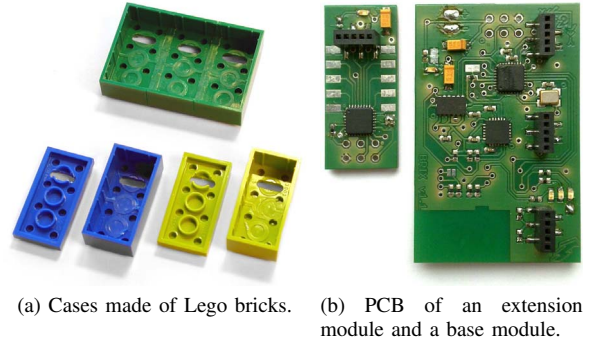 (a) Cases made of Lego bricks.
(b) PCB of an extension
module and a base module.